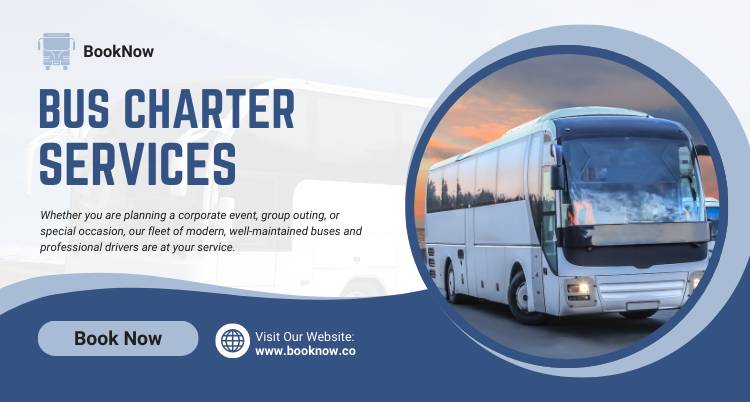 BookNow
BUS CHARTER
SERVICES
Whether you are planning a corporate event, group outing, or
special occasion, our fleet of modern, well-maintained buses and
professional drivers are at your service.
Book Now
Visit Our Website:
www.booknow.co